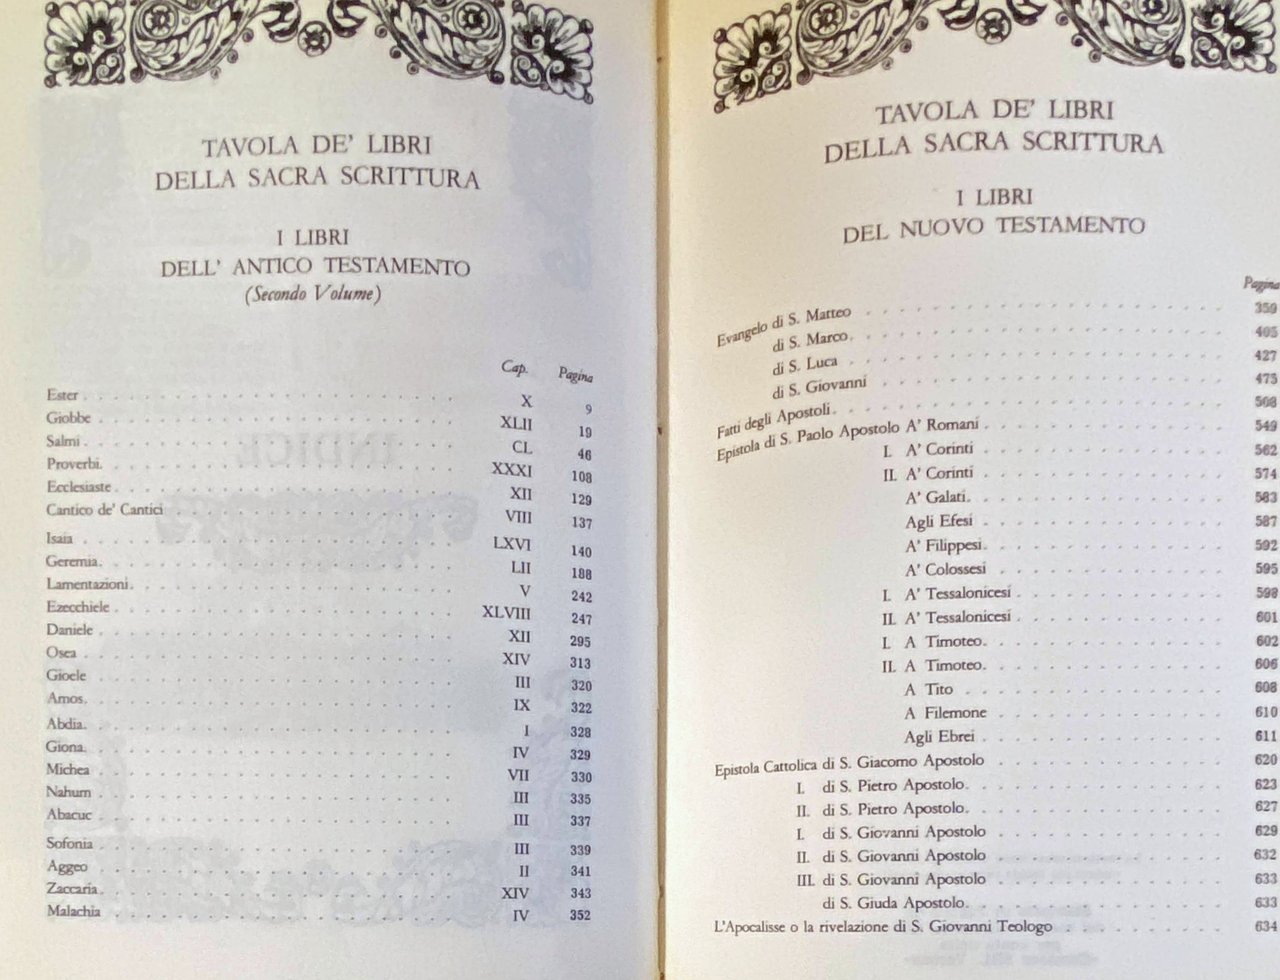 TAVOLA DE' LIBRI
DELLA SACRA SCRITTURA
I LIBRI
DELL' ANTICO TESTAMENTO
(Secondo Volume)
Cap. Pagina
Ester X 9
Giobbe XLII 19
Salmi CL 46
Proverbi XXXI 108
Ecclesiaste XII 129
Cantico de' Cantici VIII 137
Isaia LXVI 140
Geremia LII 188
Lamentazioni V 242
Ezecchiele XLVIII 247
Daniele XII 295
Osea XIV 313
Gioele III 320
Amos IX 322
Abdia I 328
Giona IV 329
Michea VII 330
Nahum III 335
Abacuc III 337
Sofonia III 339
Aggeo II 341
Zaccaria XIV 343
Malachia IV 352
TAVOLA DE' LIBRI
DELLA SACRA SCRITTURA
I LIBRI
DEL NUOVO TESTAMENTO
Pagina
Evangelo di S. Matteo 359
di S. Marco 405
di S. Luca 427
di S. Giovanni 475
Fatti degli Apostoli 508
Epistola di S. Paolo Apostolo A' Romani 549
I. A' Corinti 562
II. A' Corinti 574
A' Galati 583
Agli Efesi 587
A' Filippesi 592
A' Colossesi 595
I. A' Tessalonicesi 598
II. A' Tessalonicesi 601
I. A Timoteo 602
II. A Timoteo 606
A Tito 608
A Filemone 610
Agli Ebrei 611
Epistola Cattolica di S. Giacomo Apostolo 620
I. di S. Pietro Apostolo 623
II. di S. Pietro Apostolo 627
I. di S. Giovanni Apostolo 629
II. di S. Giovanni Apostolo 632
III. di S. Giovanni Apostolo 633
di S. Giuda Apostolo 633
L'Apocalisse o la rivelazione di S. Giovanni Teologo 634